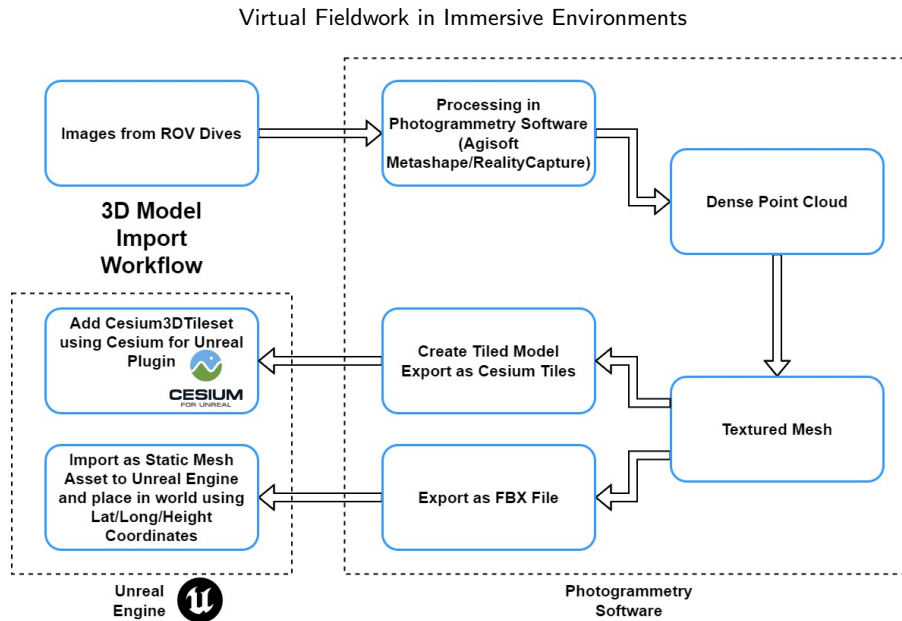 Virtual Fieldwork in Immersive Environments
Images from ROV Dives
Processing in
Photogrammetry Software
(Agisoft
Metashape/RealityCapture)
Dense Point Cloud
3D Model
Import
Workflow
Add Cesium3DTileset
using Cesium for Unreal
Plugin
CESIUM
FOR UNREAL
Create Tiled Model
Export as Cesium Tiles
Textured Mesh
Import as Static Mesh
Asset to Unreal Engine
and place in world using
Lat/Long/Height
Coordinates
Export as FBX File
Unreal
Engine
Photogrammetry
Software